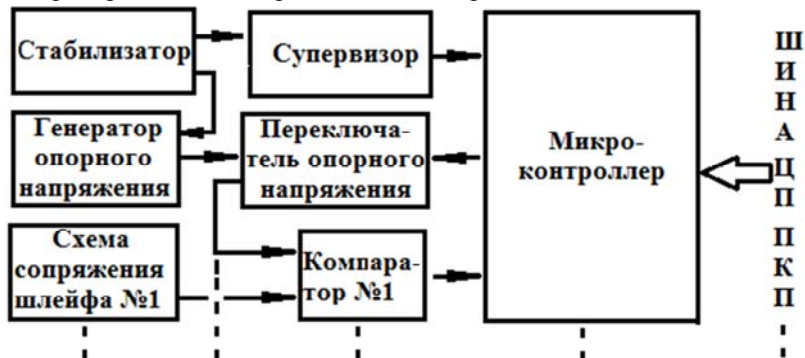 Стабилизатор
Супервизор
Генератор
опорного
напряжения
Переключа-
тель опорного
напряжения
Микро-
контроллер
Схема
сопряжения
шлейфа №1
Компара-
тор №1
Ш
И
Н
А
Ц
П
П
К
П